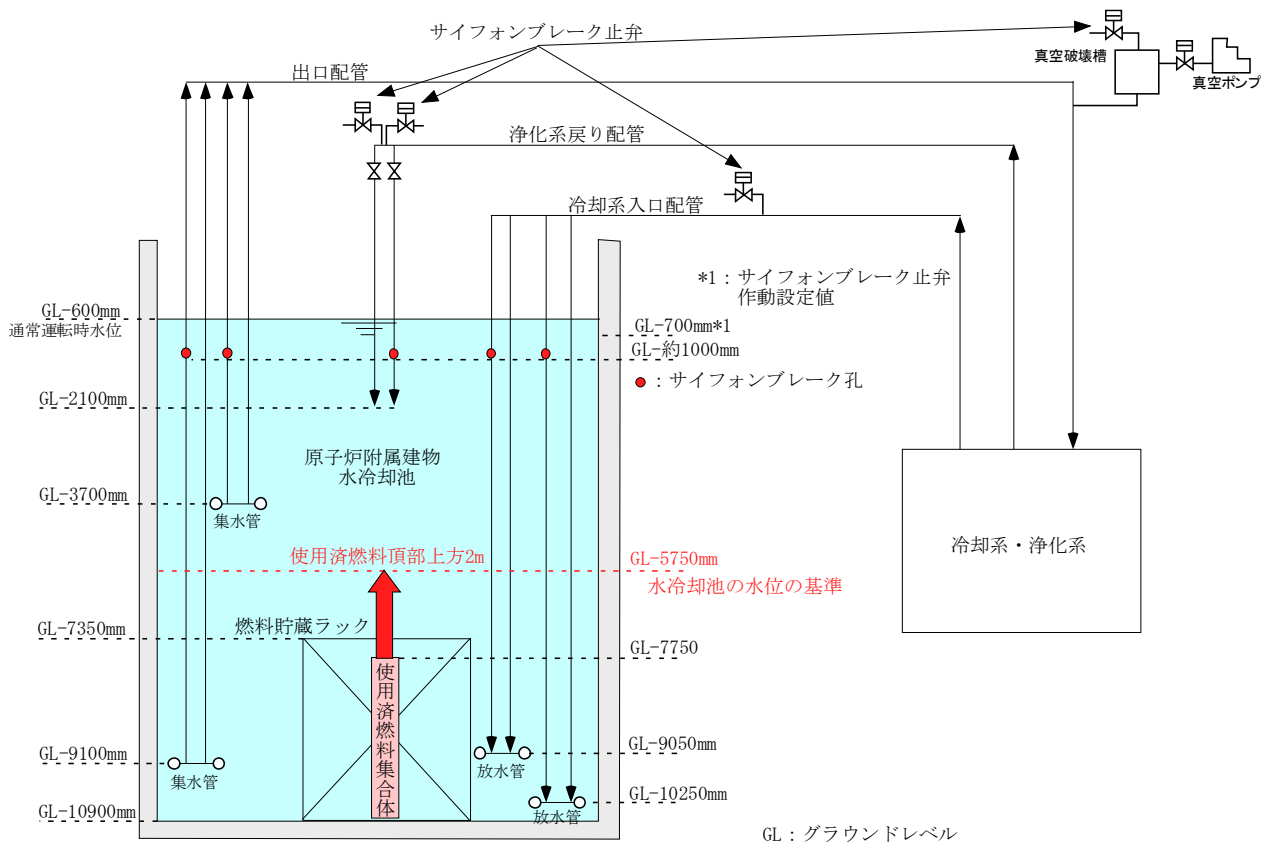 サイフォンブレーク止弁
真空破壊槽
真空ポンプ
出口配管
浄化系戻り配管
冷却系入口配管
*1：サイフォンブレーク止弁
作動設定値
GL-600mm
通常運転時水位
GL-700mm*1
GL-約1000mm
：サイフォンブレーク孔
GL-2100mm
原子炉附属建物
水冷却池
GL-3700mm
集水管
使用済燃料頂部上方2m
GL-5750mm
水冷却池の水位の基準
冷却系・浄化系
GL-7350mm
燃料貯蔵ラック
GL-7750
使用済燃料集合体
GL-9050mm
放水管
GL-9100mm
集水管
GL-10250mm
放水管
GL-10900mm
GL：グラウンドレベル